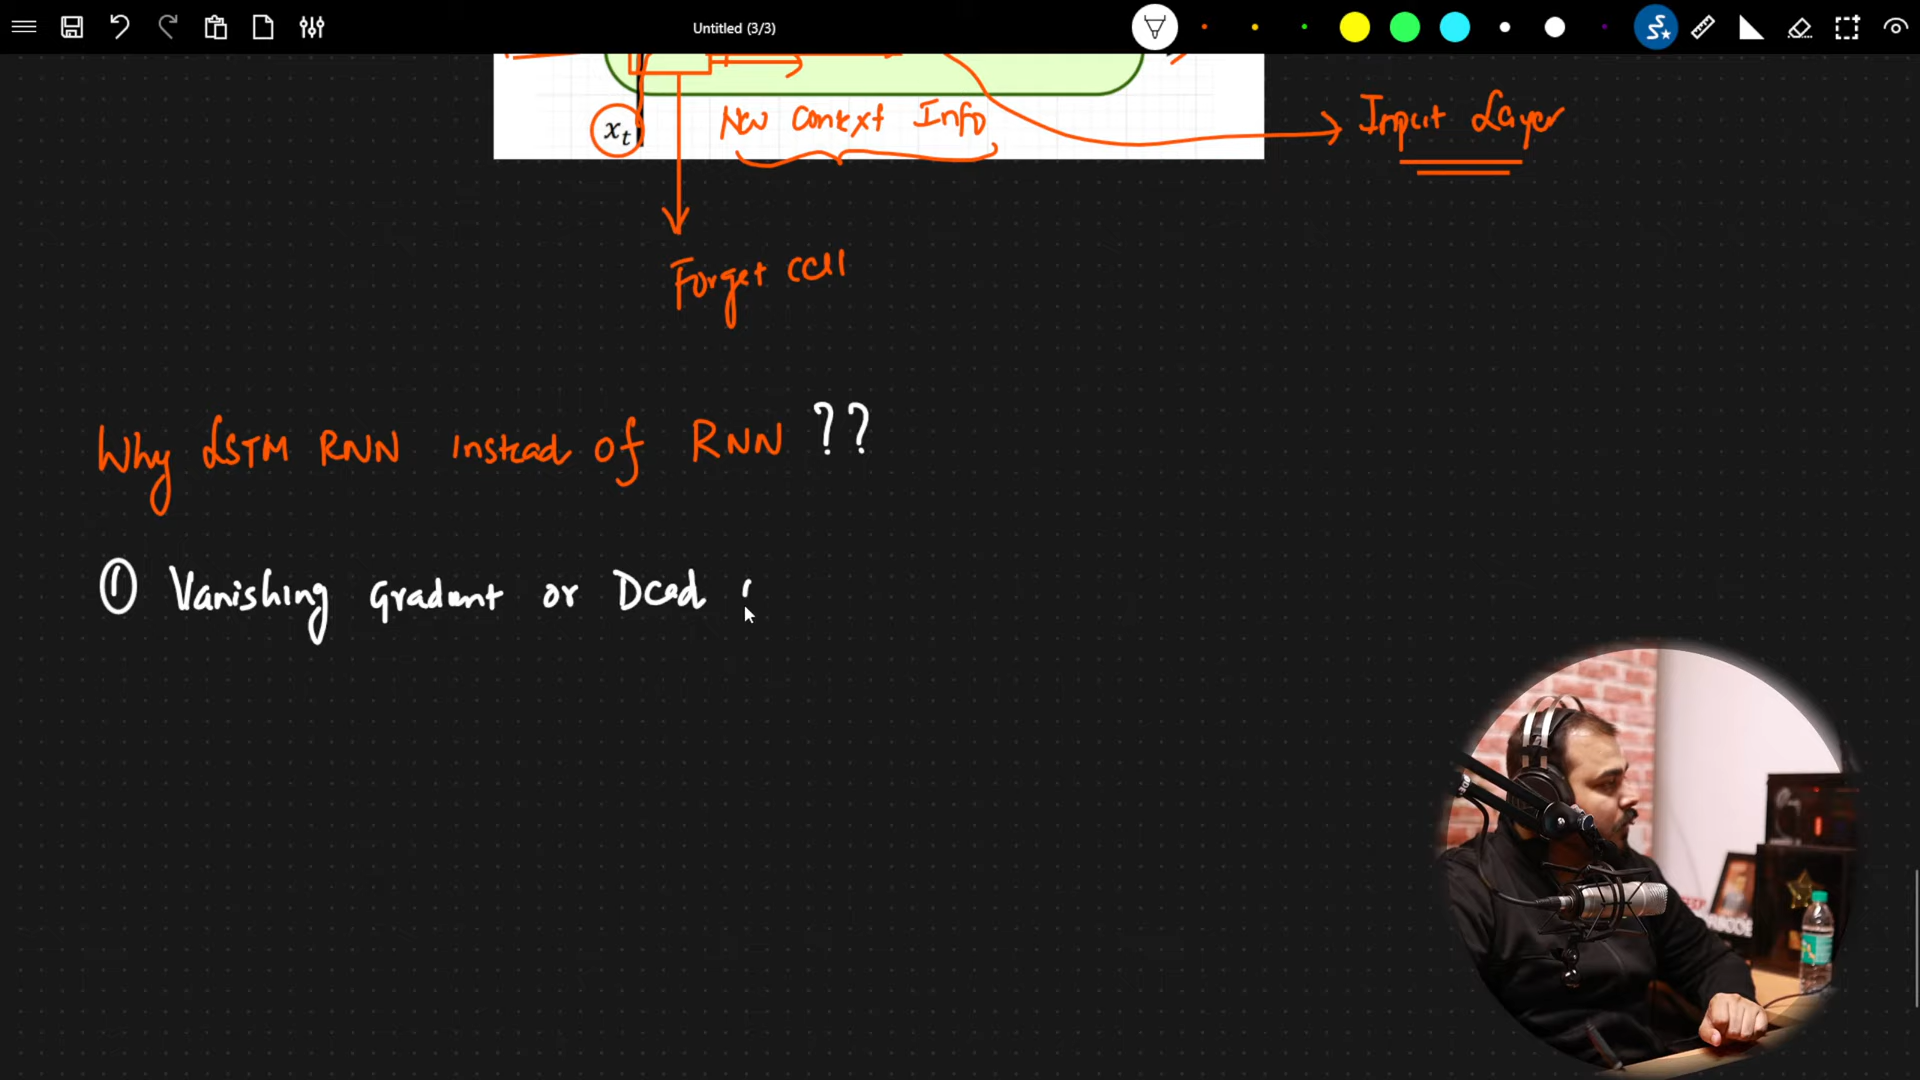 Untitled (3/3)
New Context Info
Input Layer
xt
Forget cell
Why LSTM RNN instead of RNN ??
① Vanishing Gradient or Dead